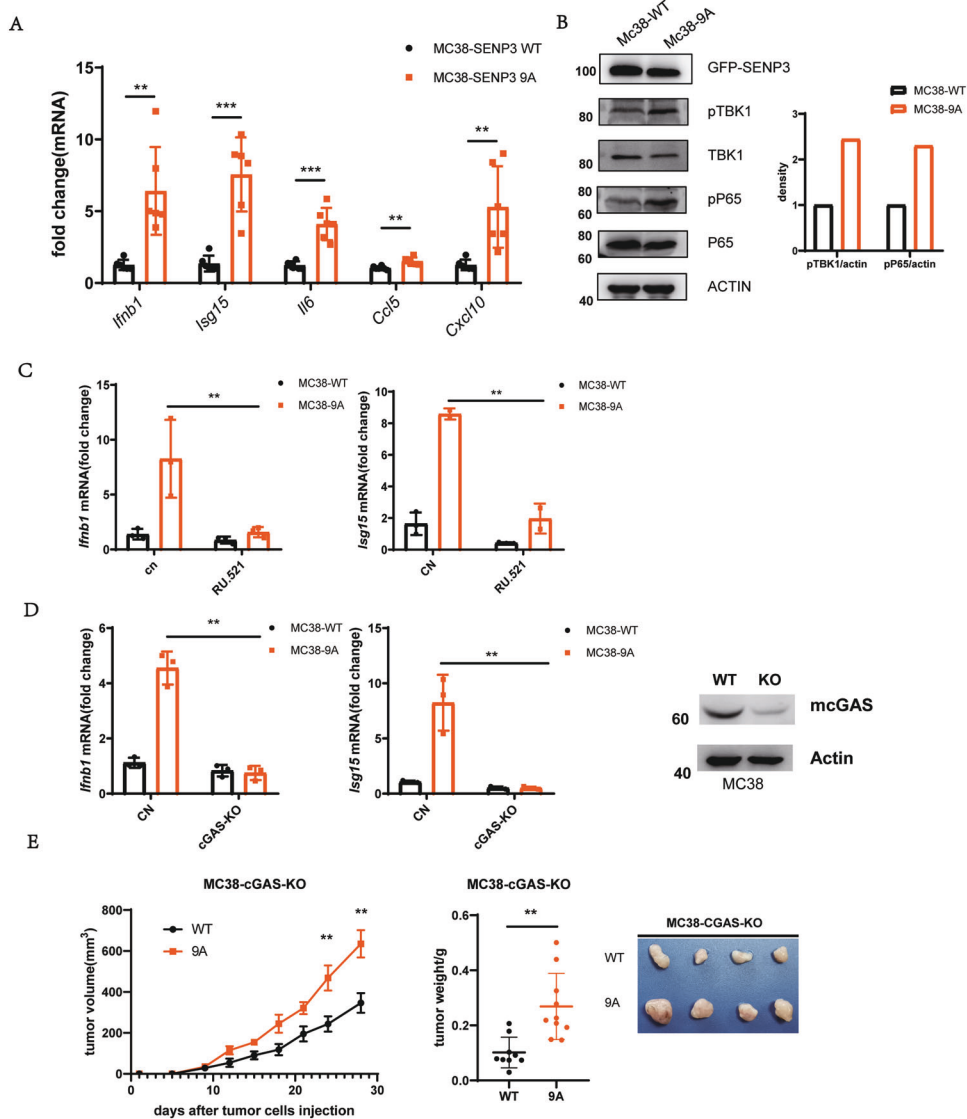 A
MC38-SENP3 WT
MC38-SENP3 9A
fold change(mRNA)
15
10
5
0
**
***
***
**
**
Ifnb1
Isg15
Il6
Ccl5
Cxcl10
B
Mc38-WT
Mc38-9A
100
GFP-SENP3
80
pTBK1
80
TBK1
80
60
pP65
60
P65
40
ACTIN
MC38-WT
MC38-9A
density
3
2
1
0
pTBK1/actin
pP65/actin
C
Ifnb1 mRNA(fold change)
15
10
5
0
**
MC38-WT
MC38-9A
cn
RU.521
Isg15 mRNA(fold change)
10
8
6
4
2
0
**
MC38-WT
MC38-9A
CN
RU.521
D
Ifnb1 mRNA(fold change)
6
4
2
0
**
MC38-WT
MC38-9A
CN
cGAS-KO
Isg15 mRNA(fold change)
15
10
5
0
**
MC38-WT
MC38-9A
CN
cGAS-KO
WT KO
60
mcGAS
40
Actin
MC38
E
MC38-cGAS-KO
tumor volume(mm3)
800
600
400
200
0
WT
9A
**
**
0 10 20 30
days after tumor cells injection
MC38-cGAS-KO
tumor weight/g
0.6
0.4
0.2
0.0
**
WT
9A
MC38-CGAS-KO
WT
9A